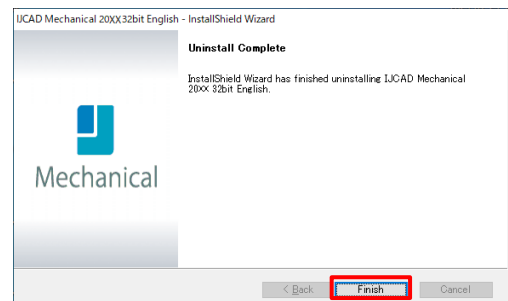 IJCAD Mechanical 20XX32bit English - InstallShield Wizard
Uninstall Complete
InstallShield Wizard has finished uninstalling IJCAD Mechanical
20XX 32bit English.
Mechanical
< Back
Finish
Cancel